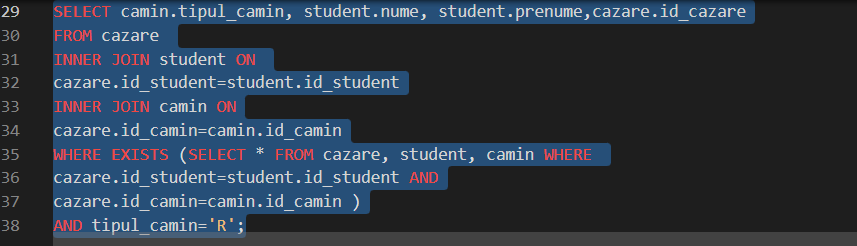 29 SELECT camin.tipul_camin, student.nume, student.prenume,cazare.id_cazare
30 FROM cazare
31 INNER JOIN student ON
32 cazare.id_student=student.id_student
33 INNER JOIN camin ON
34 cazare.id_camin=camin.id_camin
35 WHERE EXISTS (SELECT * FROM cazare, student, camin WHERE
36 cazare.id_student=student.id_student AND
37 cazare.id_camin=camin.id_camin )
38 AND tipul_camin='R';